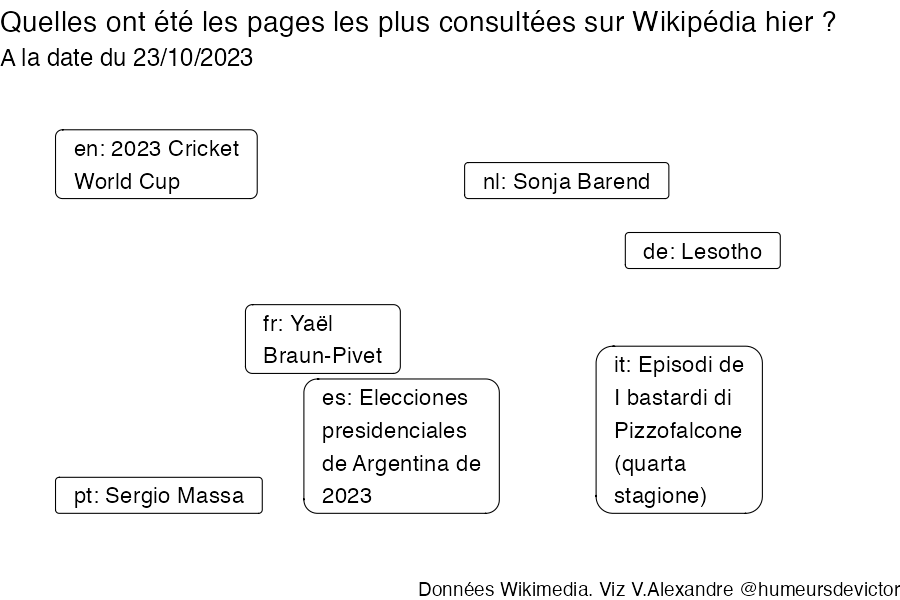 Quelles ont été les pages les plus consultées sur Wikipédia hier ?
A la date du 23/10/2023
en: 2023 Cricket
World Cup
nl: Sonja Barend
de: Lesotho
fr: Yaël
Braun-Pivet
es: Elecciones
presidenciales
de Argentina de
2023
it: Episodi de
I bastardi di
Pizzofalcone
(quarta
stagione)
pt: Sergio Massa
Données Wikimedia. Viz V.Alexandre @humeursdevictor